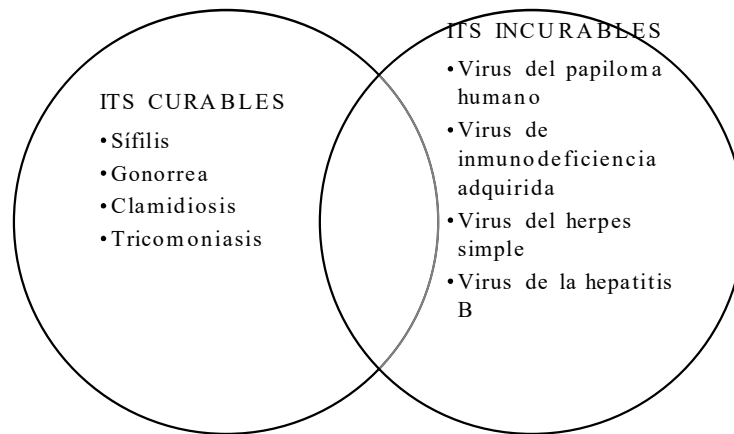 ITS CURABLES
• Sífilis
• Gonorrea
• Clamidiosis
• Tricomoniasis
ITS INCURABLES
• Virus del papiloma
humano
• Virus de
inmunodeficiencia
adquirida
• Virus del herpes
simple
• Virus de la hepatitis
B